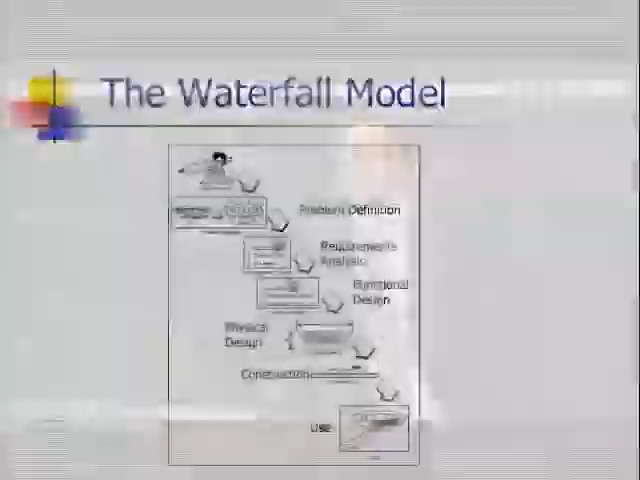 The Waterfall Model
Problem Definition
Requirements
Analysis
Functional
Design
Physical
Design
Construction
Use